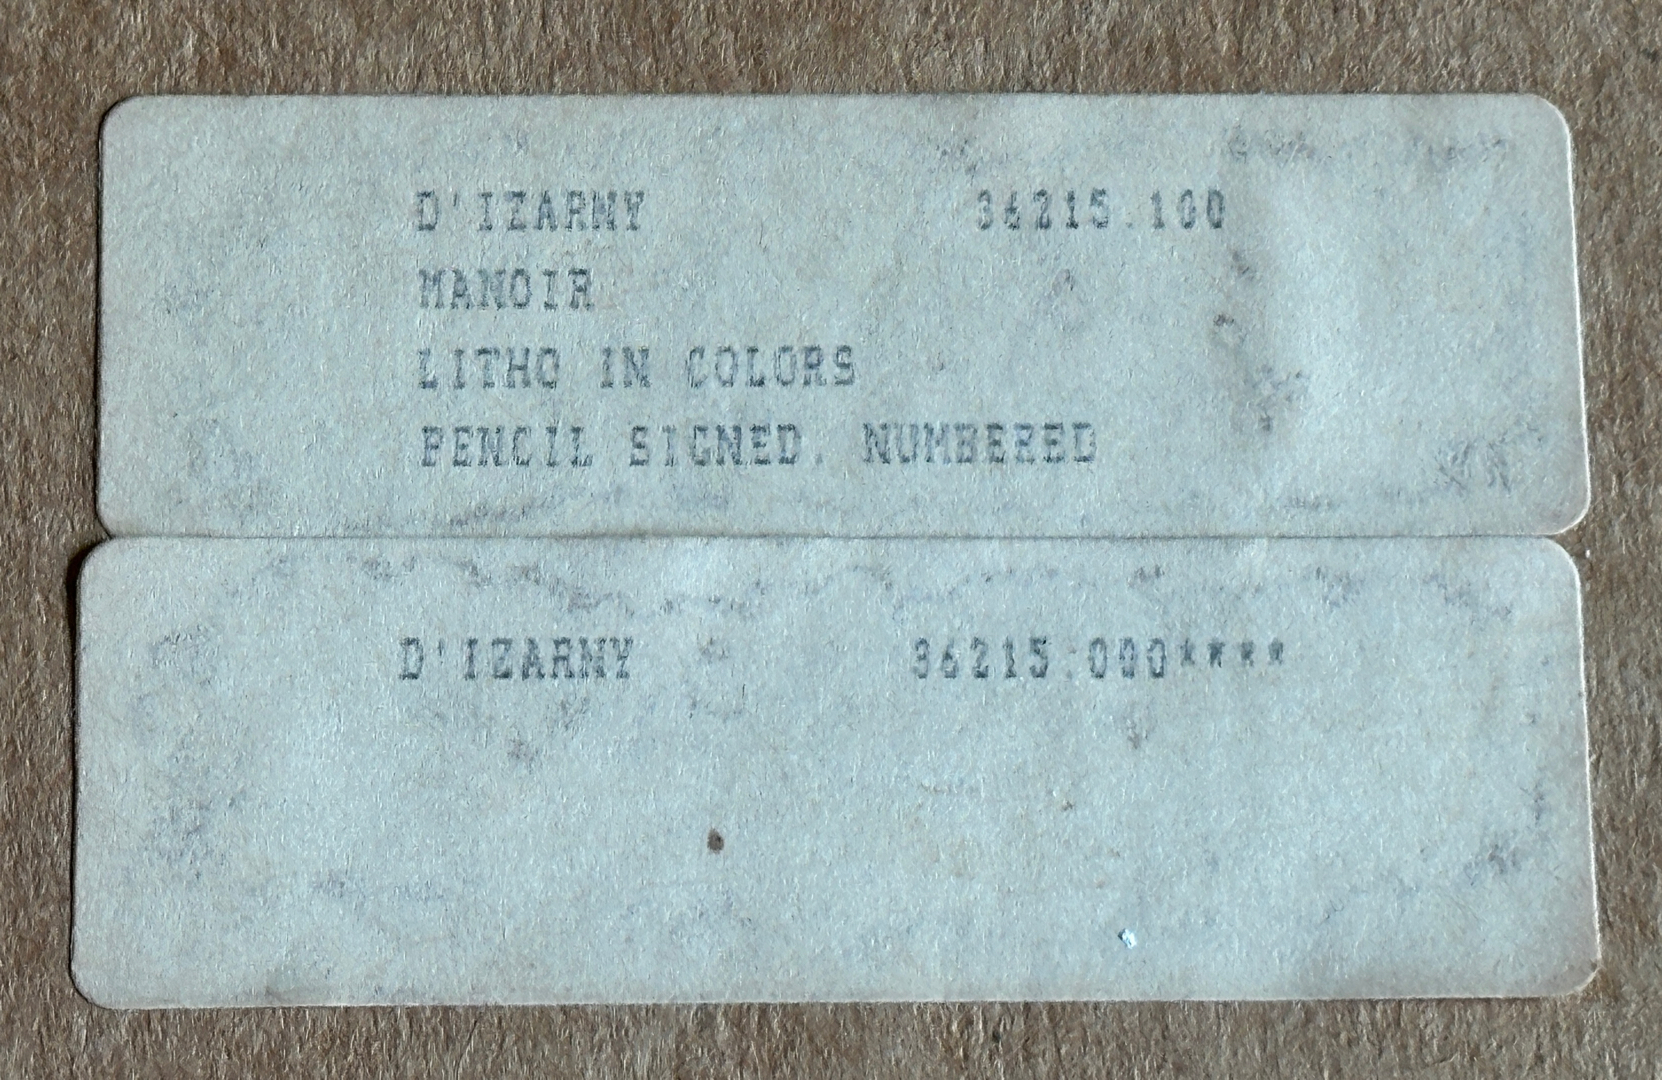 D'IZARNY 36215.100
MANOIR
LITHO IN COLORS
PENCIL SIGNED, NUMBERED
D'IZARNY 36215.000****